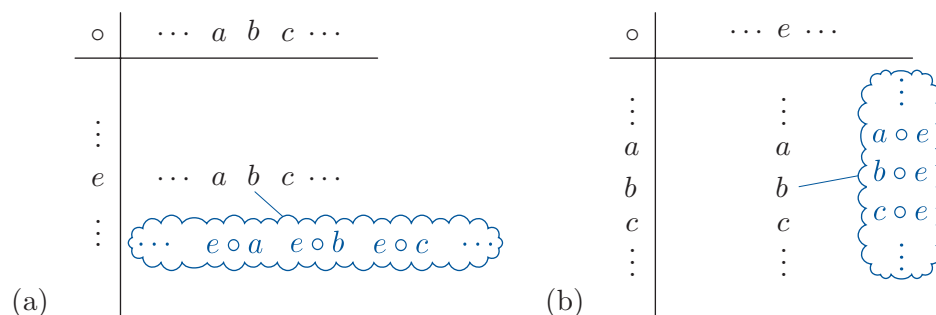 ∘ ⋯ a b c ⋯
⋮
e ⋯ a b c ⋯
⋮
⋯ e ∘ a e ∘ b e ∘ c ⋯
(a)
∘ ⋯ e ⋯
⋮ ⋮ ⋮
a a a ∘ e
b b b ∘ e
c c c ∘ e
⋮ ⋮ ⋮
(b)